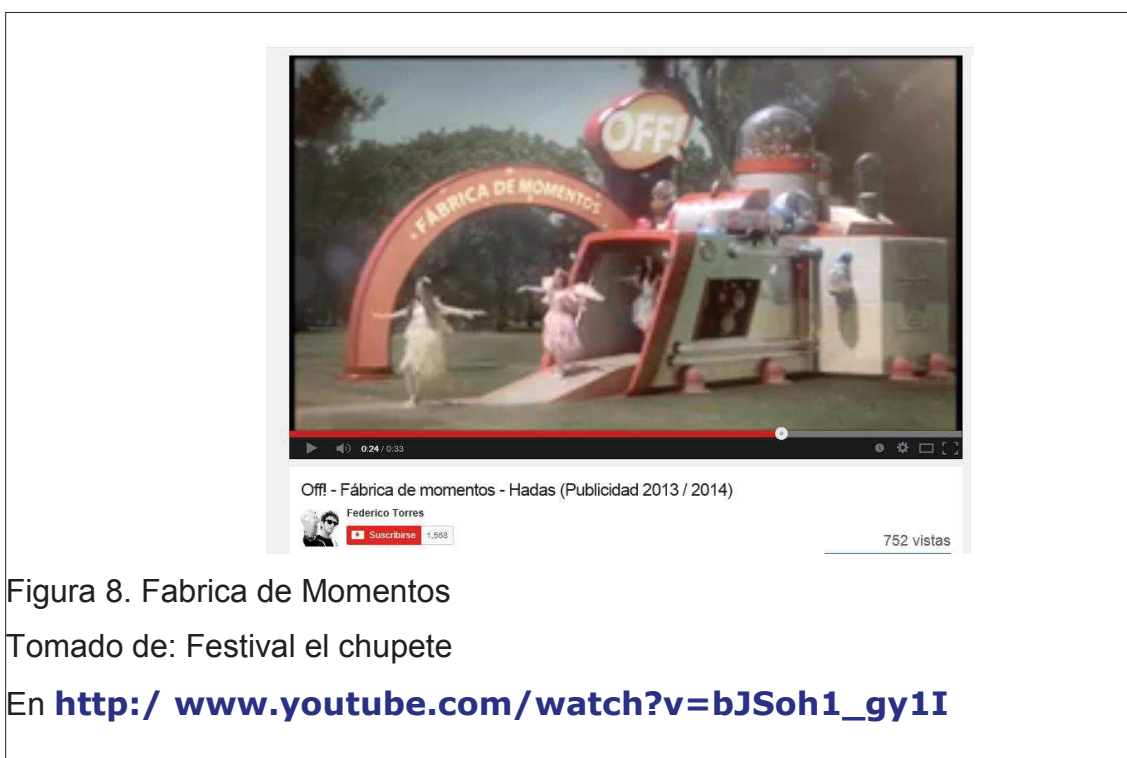 OFF!
FÁBRICA DE MOMENTOS
0:24 / 0:33
Off! - Fábrica de momentos - Hadas (Publicidad 2013 / 2014)
Federico Torres
Suscribirse 1,568
752 vistas
Figura 8. Fabrica de Momentos
Tomado de: Festival el chupete
En http:/ www.youtube.com/watch?v=bJSoh1_gy1I